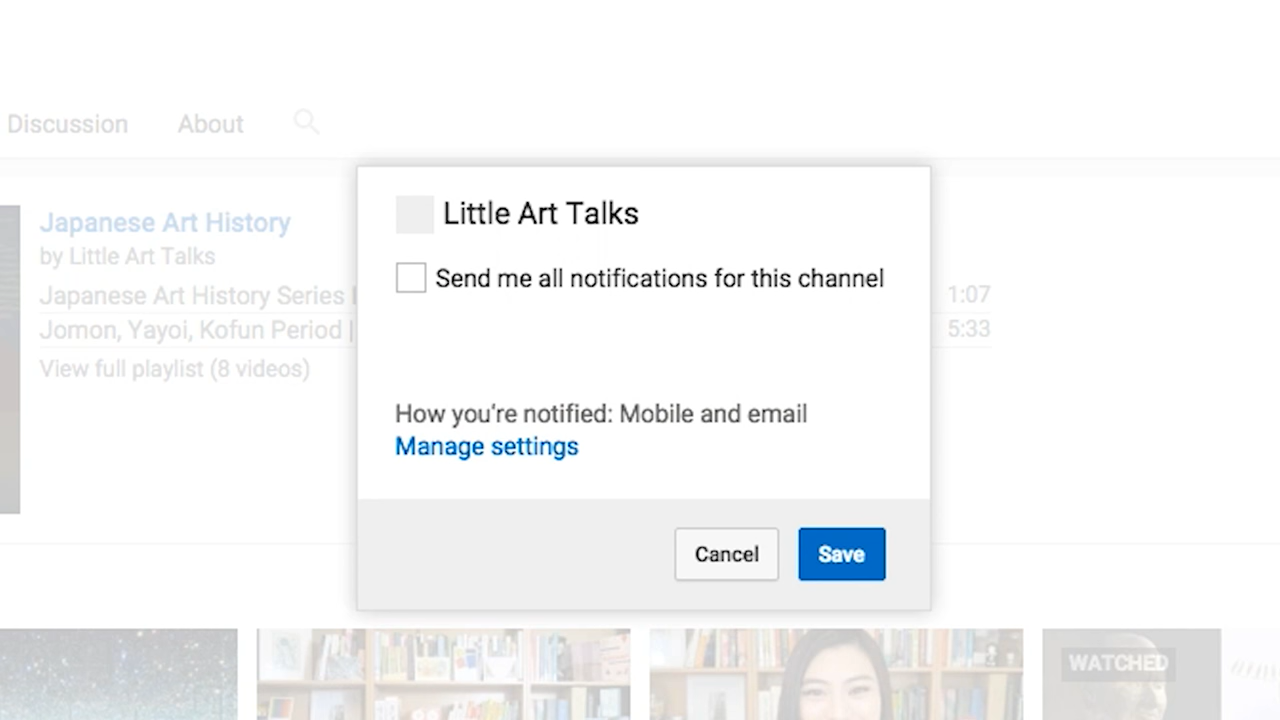 Discussion About
Little Art Talks
Send me all notifications for this channel
Japanese Art History
by Little Art Talks
Japanese Art History Series
1:07
Jomon, Yayoi, Kofun Period |
5:33
View full playlist (8 videos)
How you're notified: Mobile and email
Manage settings
Cancel Save
WATCHED